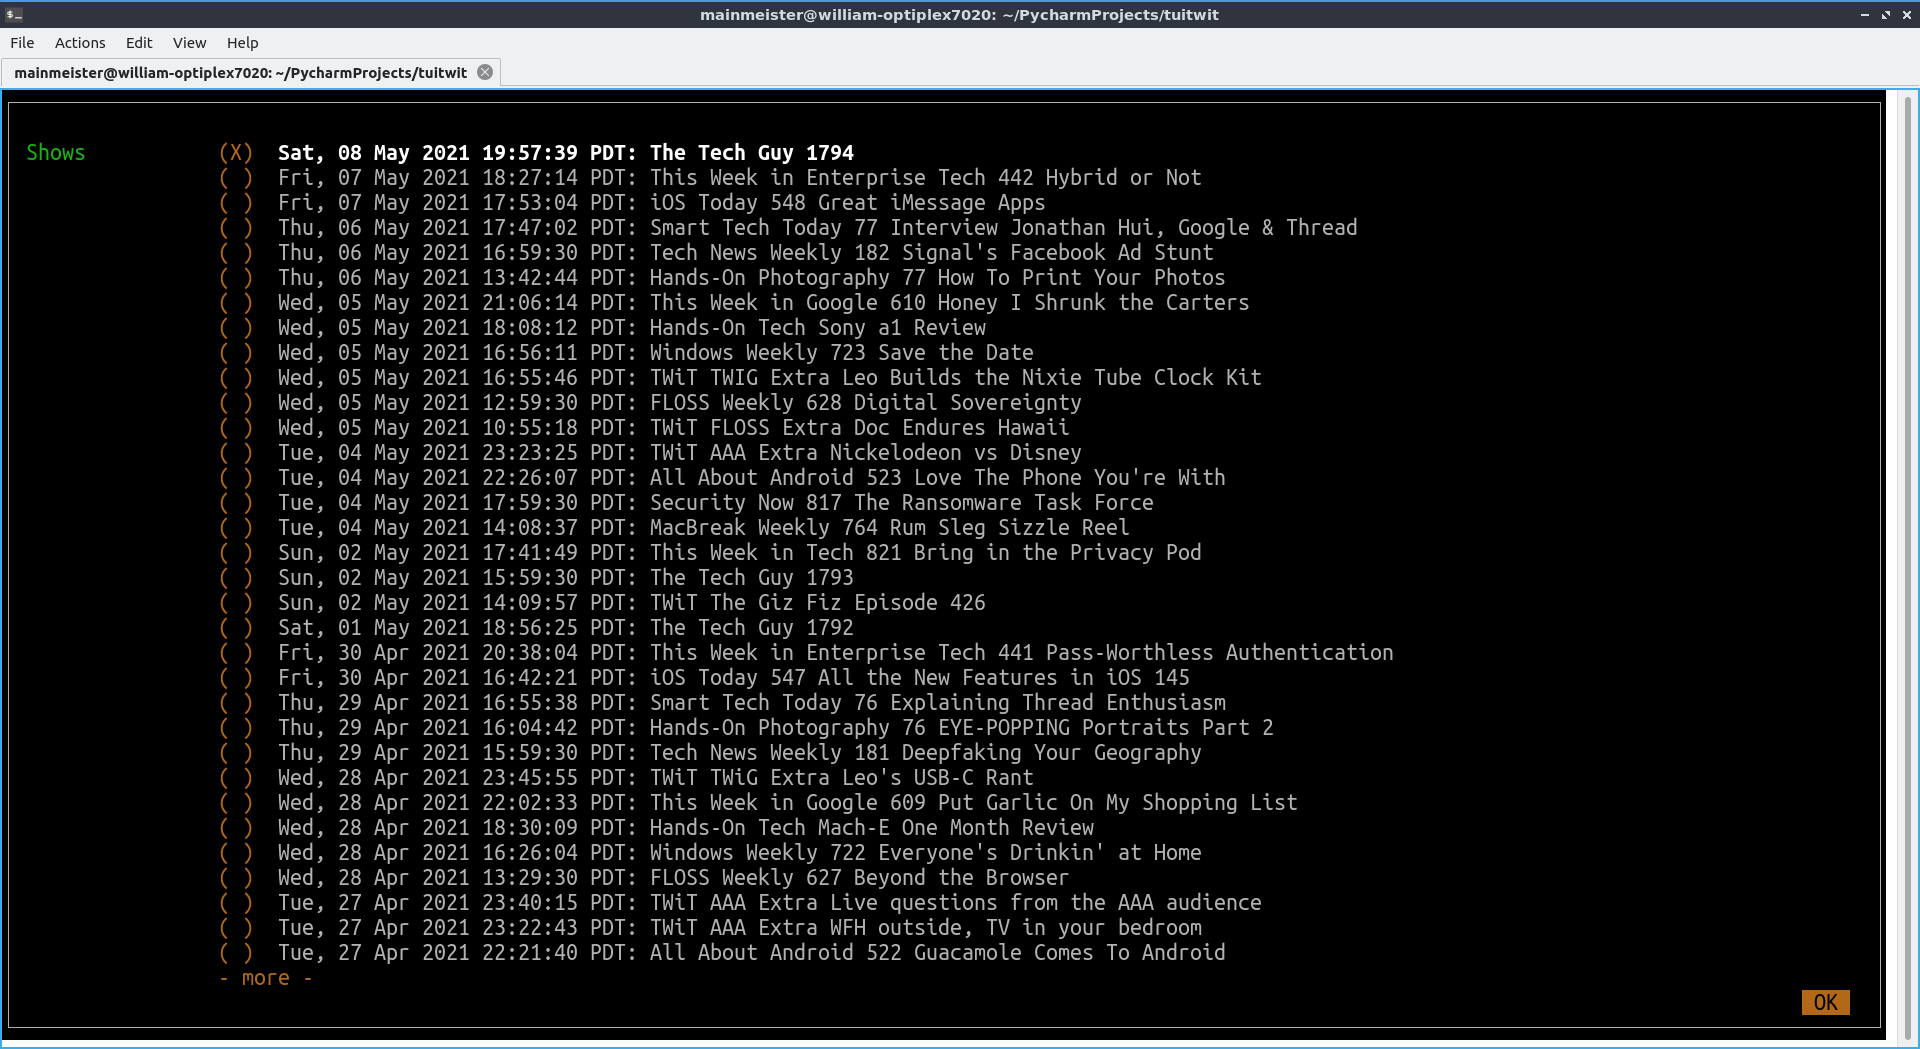 mainmeister@william-optiplex7020: ~/PycharmProjects/tuitwit
File Actions Edit View Help
mainmeister@william-optiplex7020: ~/PycharmProjects/tuitwit
Shows (X) Sat, 08 May 2021 19:57:39 PDT: The Tech Guy 1794
( ) Fri, 07 May 2021 18:27:14 PDT: This Week in Enterprise Tech 442 Hybrid or Not
( ) Fri, 07 May 2021 17:53:04 PDT: iOS Today 548 Great iMessage Apps
( ) Thu, 06 May 2021 17:47:02 PDT: Smart Tech Today 77 Interview Jonathan Hui, Google & Thread
( ) Thu, 06 May 2021 16:59:30 PDT: Tech News Weekly 182 Signal's Facebook Ad Stunt
( ) Thu, 06 May 2021 13:42:44 PDT: Hands-On Photography 77 How To Print Your Photos
( ) Wed, 05 May 2021 21:06:14 PDT: This Week in Google 610 Honey I Shrunk the Carters
( ) Wed, 05 May 2021 18:08:12 PDT: Hands-On Tech Sony a1 Review
( ) Wed, 05 May 2021 16:56:11 PDT: Windows Weekly 723 Save the Date
( ) Wed, 05 May 2021 16:55:46 PDT: TWiT TWIG Extra Leo Builds the Nixie Tube Clock Kit
( ) Wed, 05 May 2021 12:59:30 PDT: FLOSS Weekly 628 Digital Sovereignty
( ) Wed, 05 May 2021 10:55:18 PDT: TWiT FLOSS Extra Doc Endures Hawaii
( ) Tue, 04 May 2021 23:23:25 PDT: TWiT AAA Extra Nickelodeon vs Disney
( ) Tue, 04 May 2021 22:26:07 PDT: All About Android 523 Love The Phone You're With
( ) Tue, 04 May 2021 17:59:30 PDT: Security Now 817 The Ransomware Task Force
( ) Tue, 04 May 2021 14:08:37 PDT: MacBreak Weekly 764 Rum Sleg Sizzle Reel
( ) Sun, 02 May 2021 17:41:49 PDT: This Week in Tech 821 Bring in the Privacy Pod
( ) Sun, 02 May 2021 15:59:30 PDT: The Tech Guy 1793
( ) Sun, 02 May 2021 14:09:57 PDT: TWiT The Giz Fiz Episode 426
( ) Sat, 01 May 2021 18:56:25 PDT: The Tech Guy 1792
( ) Fri, 30 Apr 2021 20:38:04 PDT: This Week in Enterprise Tech 441 Pass-Worthless Authentication
( ) Fri, 30 Apr 2021 16:42:21 PDT: iOS Today 547 All the New Features in iOS 145
( ) Thu, 29 Apr 2021 16:55:38 PDT: Smart Tech Today 76 Explaining Thread Enthusiasm
( ) Thu, 29 Apr 2021 16:04:42 PDT: Hands-On Photography 76 EYE-POPPING Portraits Part 2
( ) Thu, 29 Apr 2021 15:59:30 PDT: Tech News Weekly 181 Deepfaking Your Geography
( ) Wed, 28 Apr 2021 23:45:55 PDT: TWiT TWiG Extra Leo's USB-C Rant
( ) Wed, 28 Apr 2021 22:02:33 PDT: This Week in Google 609 Put Garlic On My Shopping List
( ) Wed, 28 Apr 2021 18:30:09 PDT: Hands-On Tech Mach-E One Month Review
( ) Wed, 28 Apr 2021 16:26:04 PDT: Windows Weekly 722 Everyone's Drinkin' at Home
( ) Wed, 28 Apr 2021 13:29:30 PDT: FLOSS Weekly 627 Beyond the Browser
( ) Tue, 27 Apr 2021 23:40:15 PDT: TWiT AAA Extra Live questions from the AAA audience
( ) Tue, 27 Apr 2021 23:22:43 PDT: TWiT AAA Extra WFH outside, TV in your bedroom
( ) Tue, 27 Apr 2021 22:21:40 PDT: All About Android 522 Guacamole Comes To Android
- more -
OK